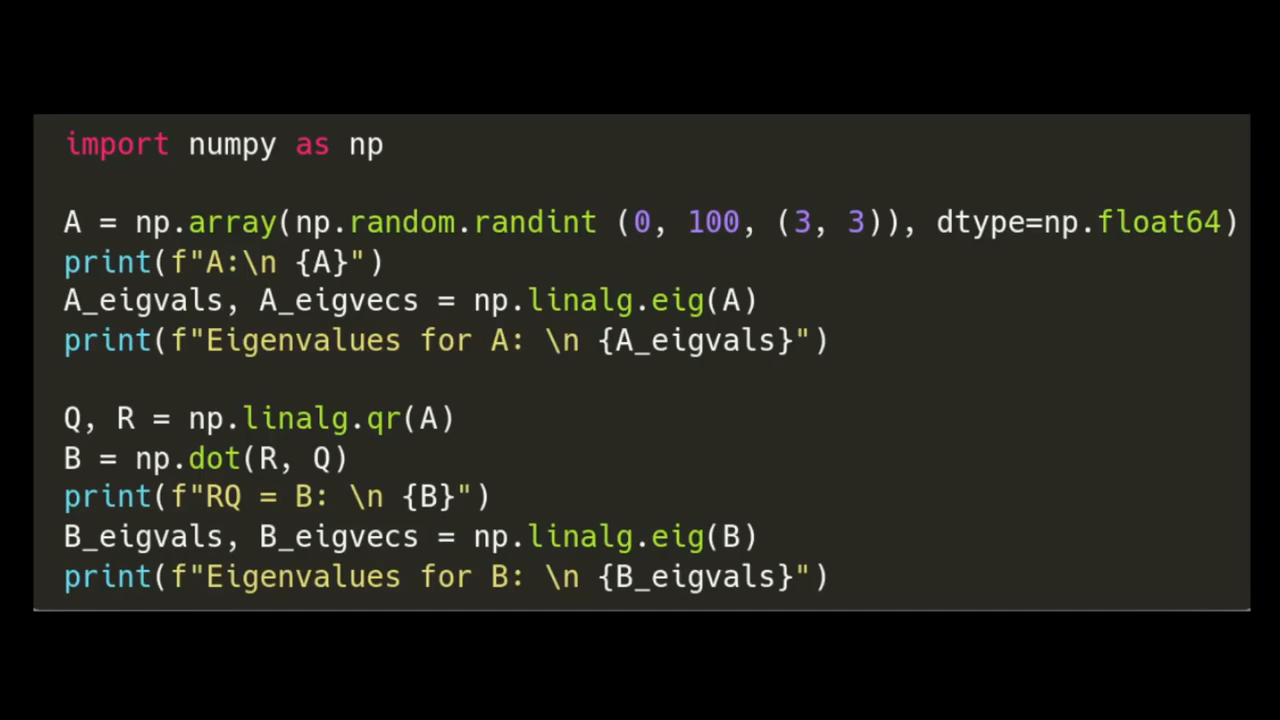 import numpy as np
A = np.array(np.random.randint (0, 100, (3, 3)), dtype=np.float64)
print(f"A:\n {A}")
A_eigvals, A_eigvecs = np.linalg.eig(A)
print(f"Eigenvalues for A: \n {A_eigvals}")
Q, R = np.linalg.qr(A)
B = np.dot(R, Q)
print(f"RQ = B: \n {B}")
B_eigvals, B_eigvecs = np.linalg.eig(B)
print(f"Eigenvalues for B: \n {B_eigvals}")